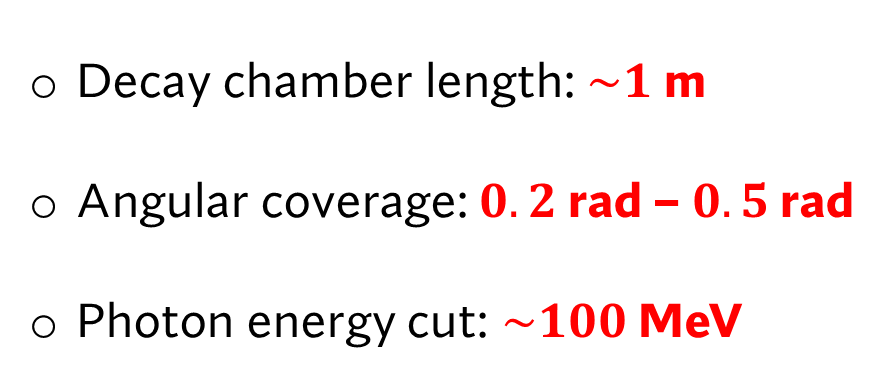 ○ Decay chamber length: ~1 m
○ Angular coverage: 0.2 rad – 0.5 rad
○ Photon energy cut: ~100 MeV